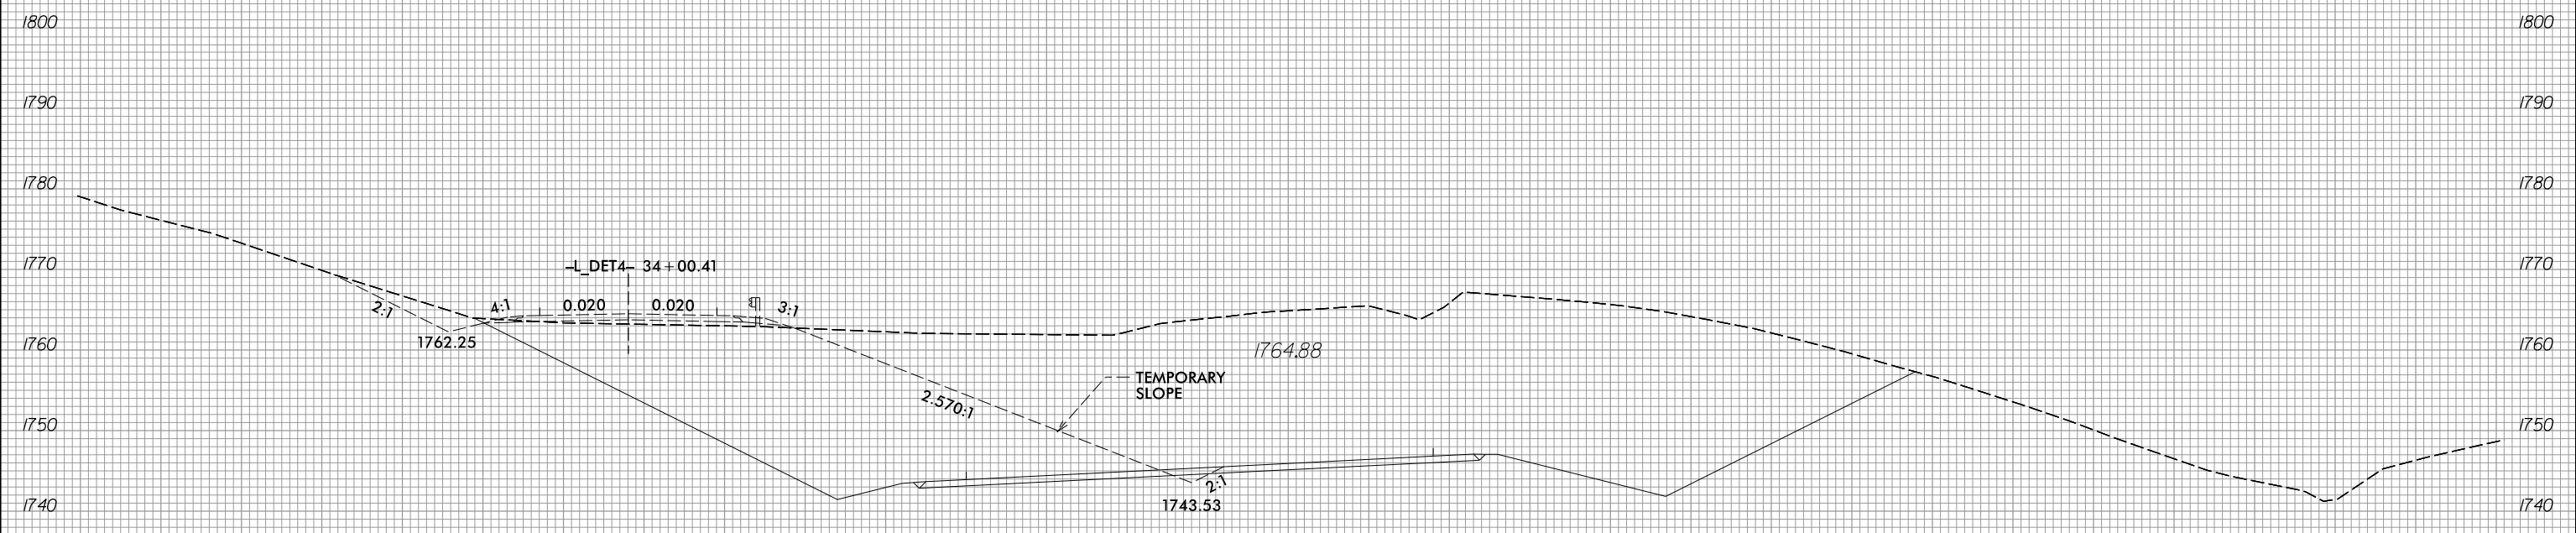 1800 1800
1790 1790
1780 1780
1770 1770
–L_DET4– 34+00.41
2:1 4:1 0.020 0.020 3:1
1760 1762.25 1764.88 1760
TEMPORARY
SLOPE
2.570:1
1750 1750
2:1
1740 1743.53 1740